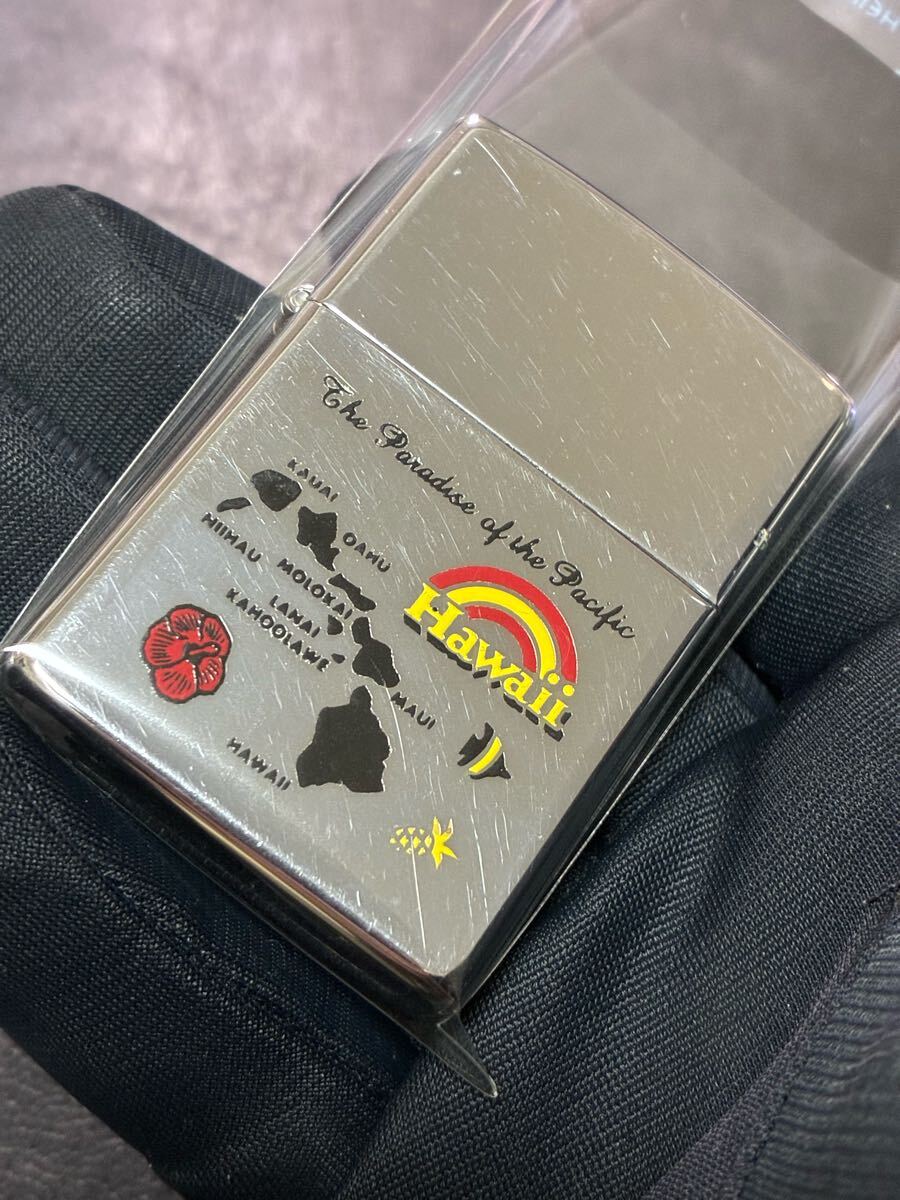 The Paradise of the Pacific
KAUAI
OAHU
NIIHAU
MOLOKAI
LANAI
KAHOOLAWE
MAUI
HAWAII
Hawaii